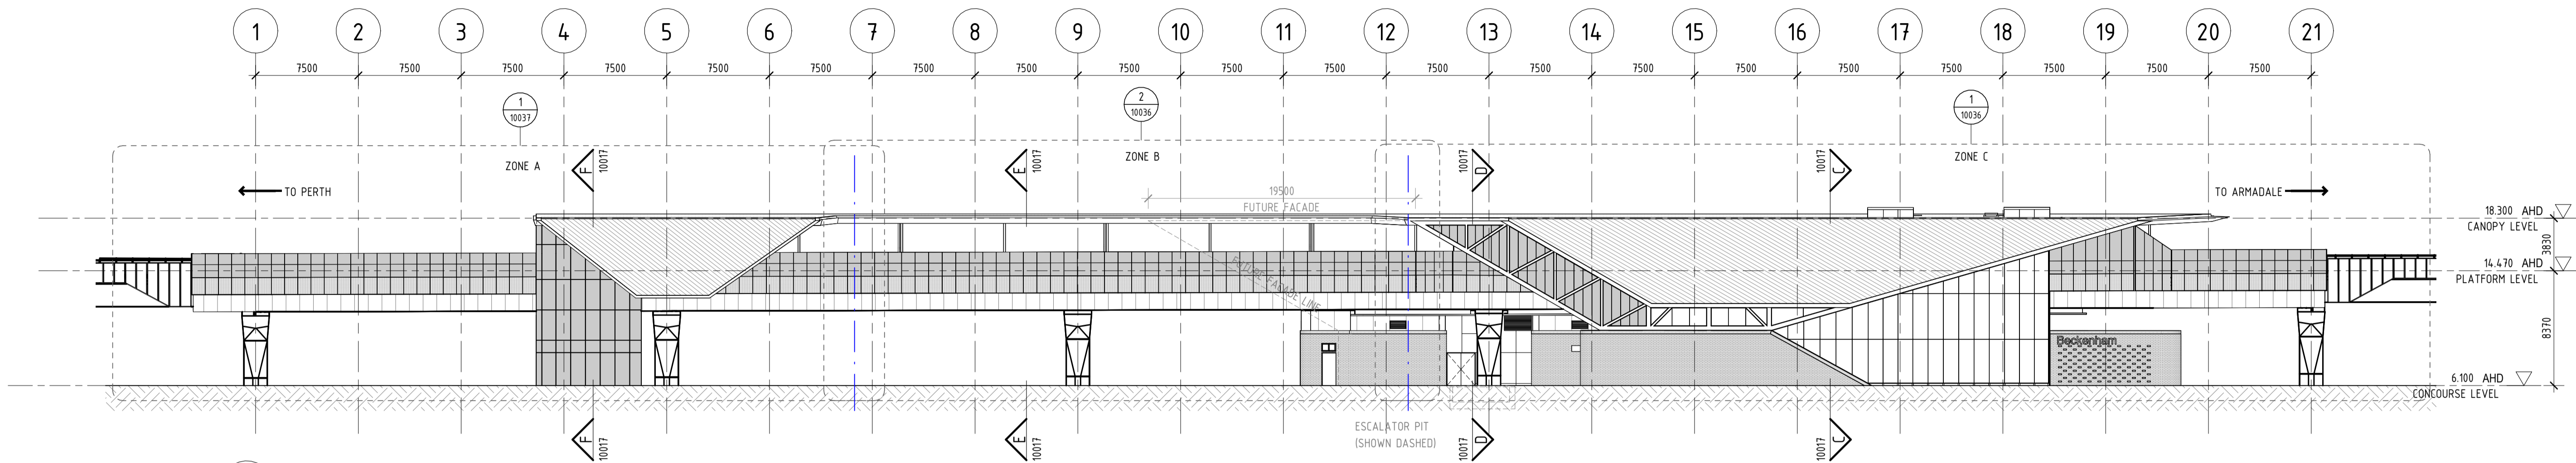 1 2 3 4 5 6 7 8 9 10 11 12 13 14 15 16 17 18 19 20 21
7500 7500 7500 7500 7500 7500 7500 7500 7500 7500 7500 7500 7500 7500 7500 7500 7500 7500 7500 7500
1
10037
2
10036
1
10036
ZONE A
ZONE B
ZONE C
F 10017
E 10017
D 10017
C 10017
TO PERTH
TO ARMADALE
19500
FUTURE FACADE
FUTURE FACADE LINE
18.300 AHD
CANOPY LEVEL
3830
14.470 AHD
PLATFORM LEVEL
8370
Beckenham
6.100 AHD
CONCOURSE LEVEL
ESCALATOR PIT
(SHOWN DASHED)
F 10017
E 10017
D 10017
C 10017